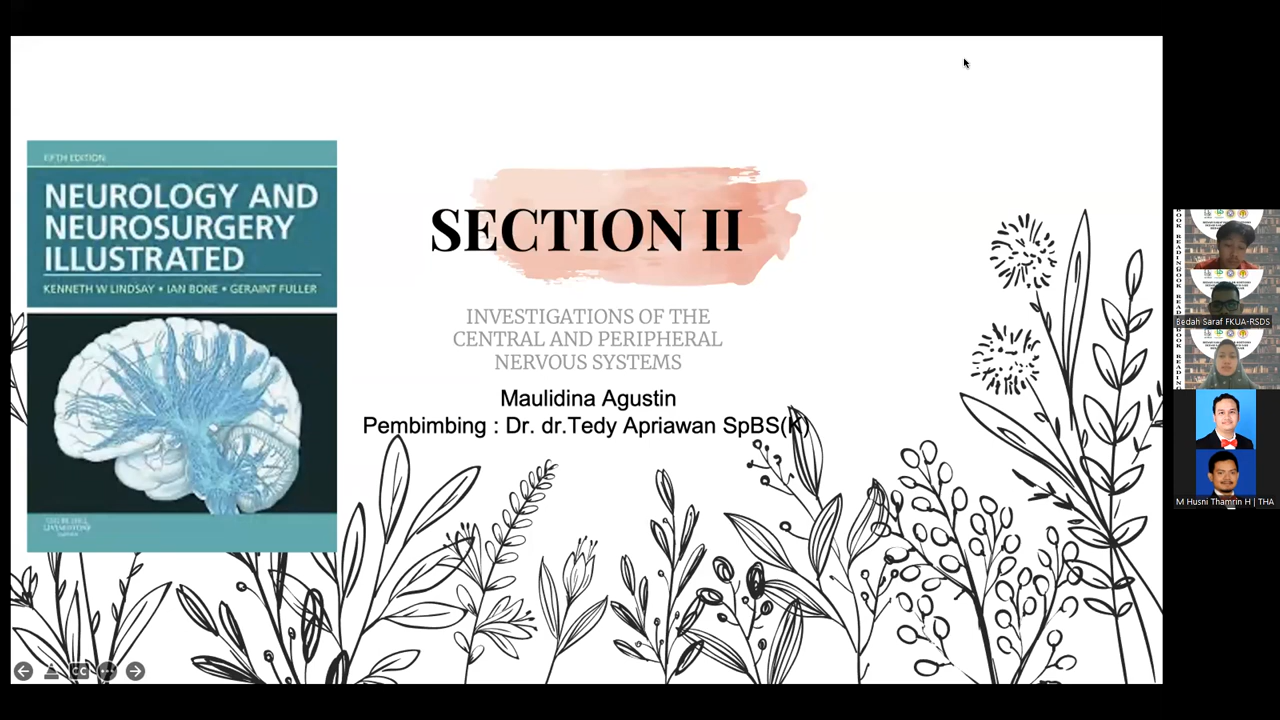 FIFTH EDITION
NEUROLOGY AND
NEUROSURGERY
ILLUSTRATED
KENNETH W LINDSAY • IAN BONE • GERAINT FULLER
SECTION II
INVESTIGATIONS OF THE
CENTRAL AND PERIPHERAL
NERVOUS SYSTEMS
Maulidina Agustin
Pembimbing : Dr. dr.Tedy Apriawan SpBS(K)
CC
Bedah Saraf FKUA-RSDS
M Husni Thamrin H | THA